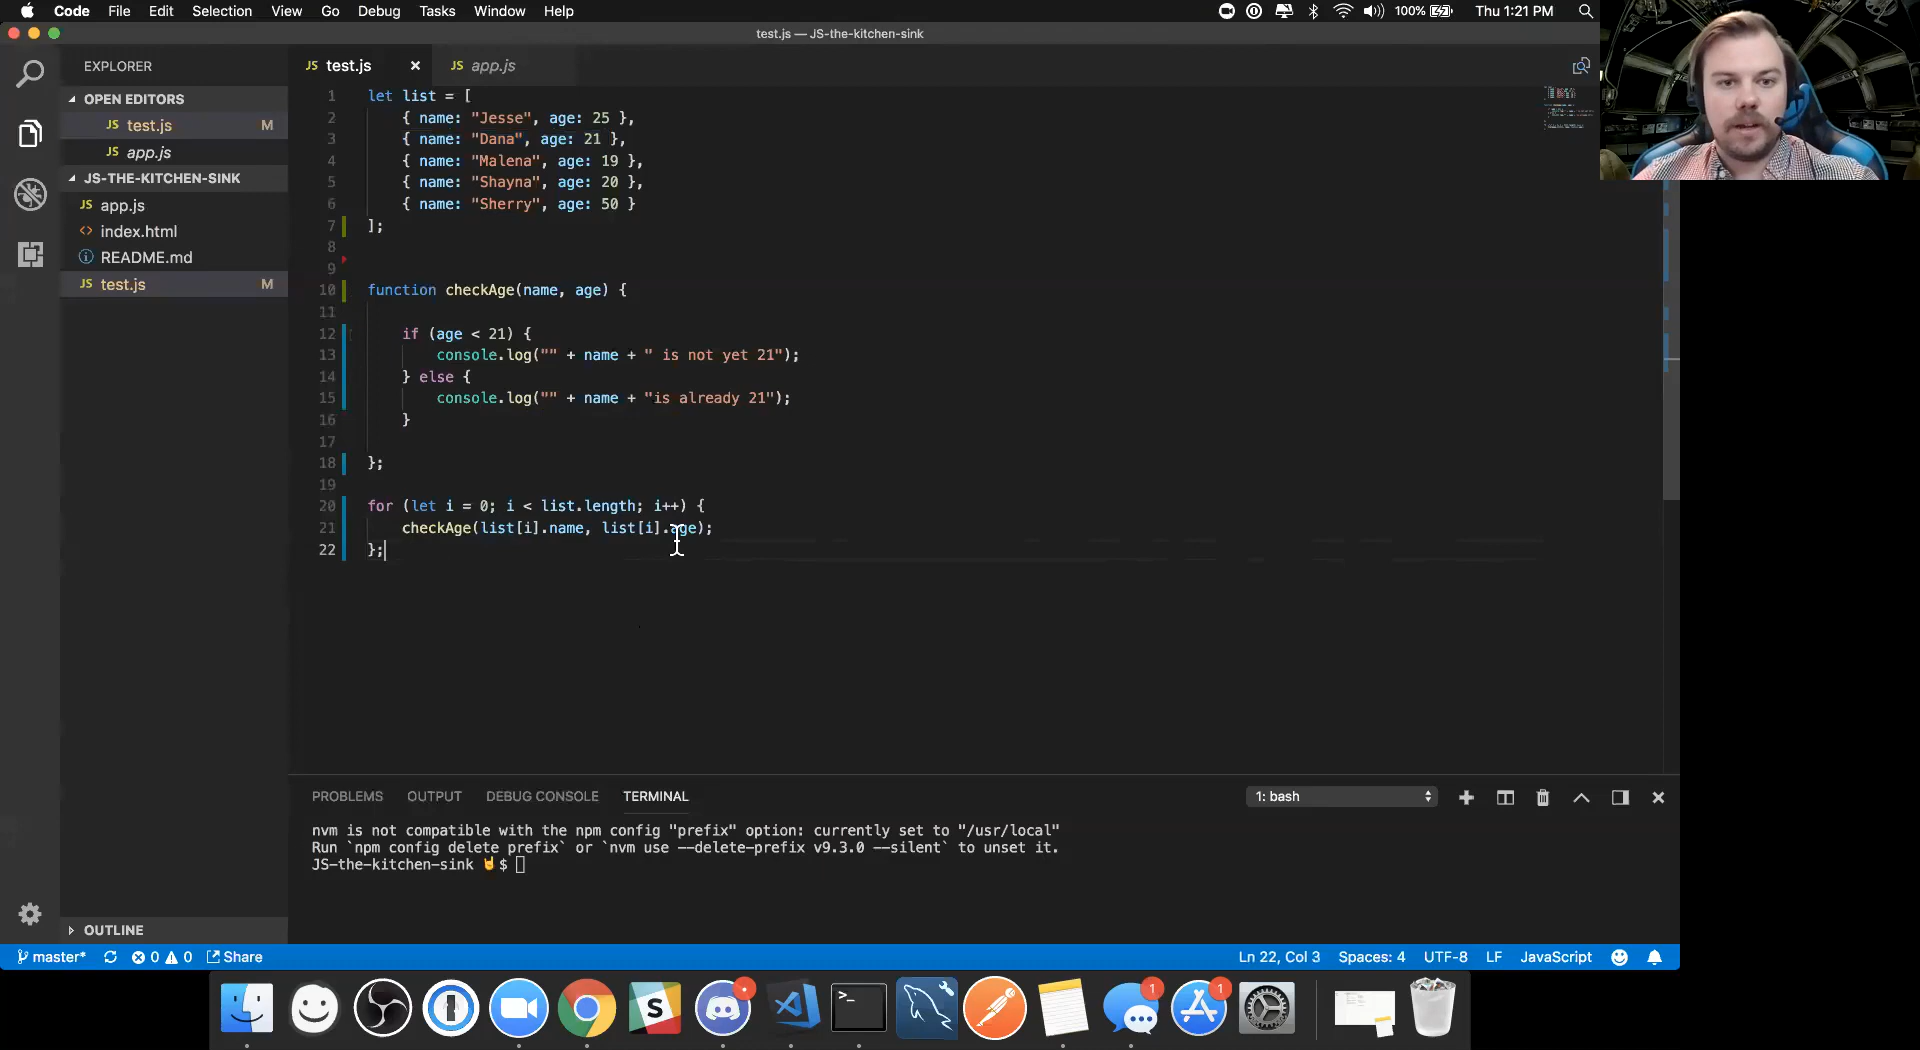 Code File Edit Selection View Go Debug Tasks Window Help 100% Thu 1:21 PM
test.js — JS-the-kitchen-sink
EXPLORER JS test.js JS app.js
OPEN EDITORS
JS test.js M
JS app.js
JS-THE-KITCHEN-SINK
JS app.js
<> index.html
README.md
JS test.js M
OUTLINE
1 let list = [
2 { name: "Jesse", age: 25 },
3 { name: "Dana", age: 21 },
4 { name: "Malena", age: 19 },
5 { name: "Shayna", age: 20 },
6 { name: "Sherry", age: 50 }
7 ];
8
9
10 function checkAge(name, age) {
11
12 if (age < 21) {
13 console.log("" + name + " is not yet 21");
14 } else {
15 console.log("" + name + "is already 21");
16 }
17
18 };
19
20 for (let i = 0; i < list.length; i++) {
21 checkAge(list[i].name, list[i].age);
22 };
PROBLEMS OUTPUT DEBUG CONSOLE TERMINAL 1: bash
nvm is not compatible with the npm config "prefix" option: currently set to "/usr/local"
Run `npm config delete prefix` or `nvm use --delete-prefix v9.3.0 --silent` to unset it.
JS-the-kitchen-sink 🤘$
master* 0 0 Share Ln 22, Col 3 Spaces: 4 UTF-8 LF JavaScript
S >_ 1 1